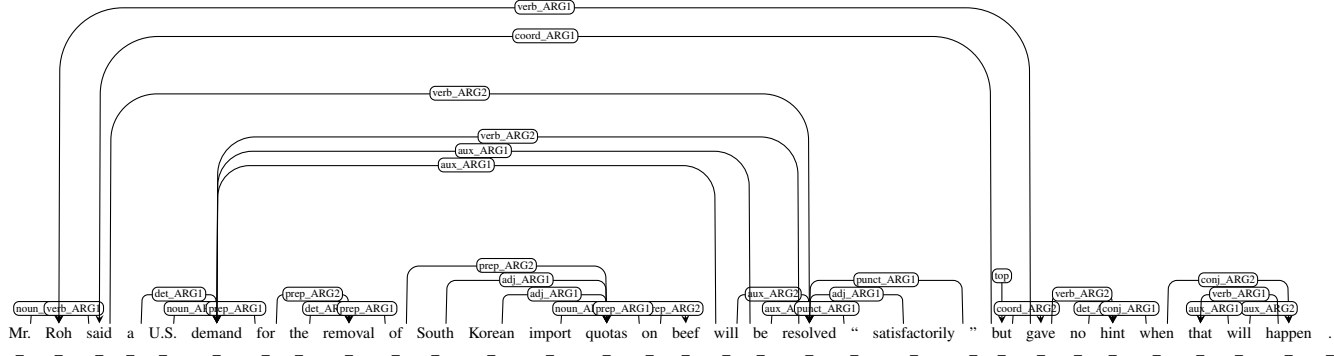 verb_ARG1
coord_ARG1
verb_ARG2
verb_ARG2
aux_ARG1
aux_ARG1
prep_ARG2
top
adj_ARG1 punct_ARG1 conj_ARG2
det_ARG1 prep_ARG2 adj_ARG1 aux_ARG2 adj_ARG1 verb_ARG2 verb_ARG1
verb_ARG1 prep_ARG1 prep_ARG1 prep_ARG1 punct_ARG1 coord_ARG2 conj_ARG1 aux_ARG1 aux_ARG2
Mr. Roh said a U.S. demand for the removal of South Korean import quotas on beef will be resolved “ satisfactorily ” but gave no hint when that will happen .